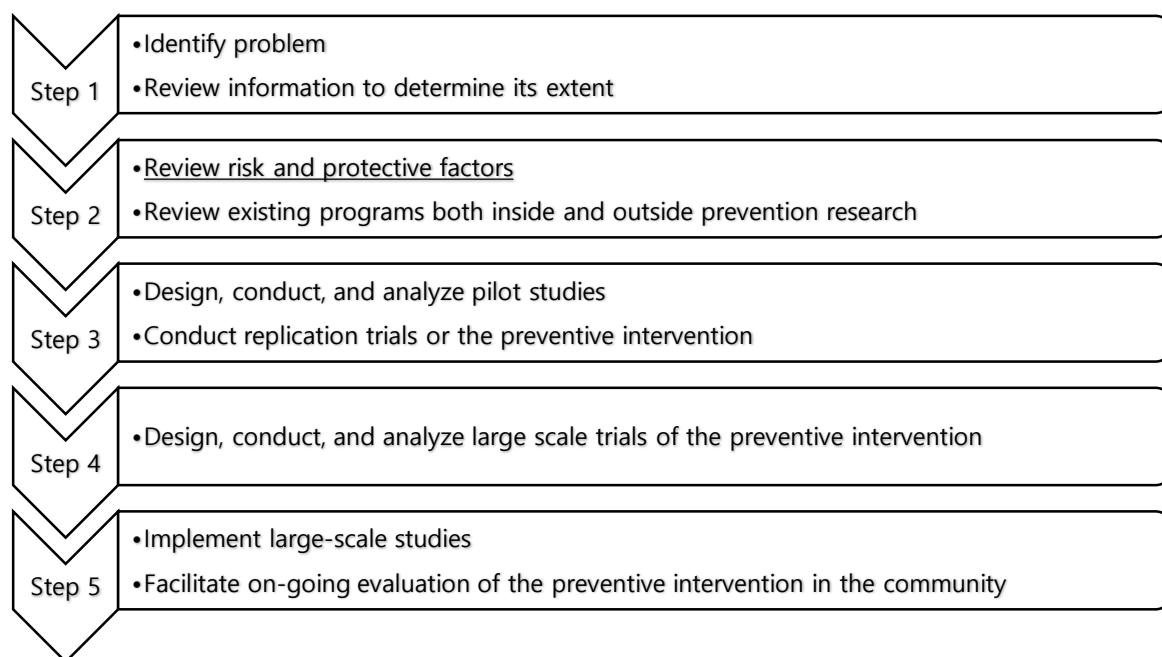 Step 1
•Identify problem
•Review information to determine its extent
Step 2
•Review risk and protective factors
•Review existing programs both inside and outside prevention research
Step 3
•Design, conduct, and analyze pilot studies
•Conduct replication trials or the preventive intervention
Step 4
•Design, conduct, and analyze large scale trials of the preventive intervention
Step 5
•Implement large-scale studies
•Facilitate on-going evaluation of the preventive intervention in the community